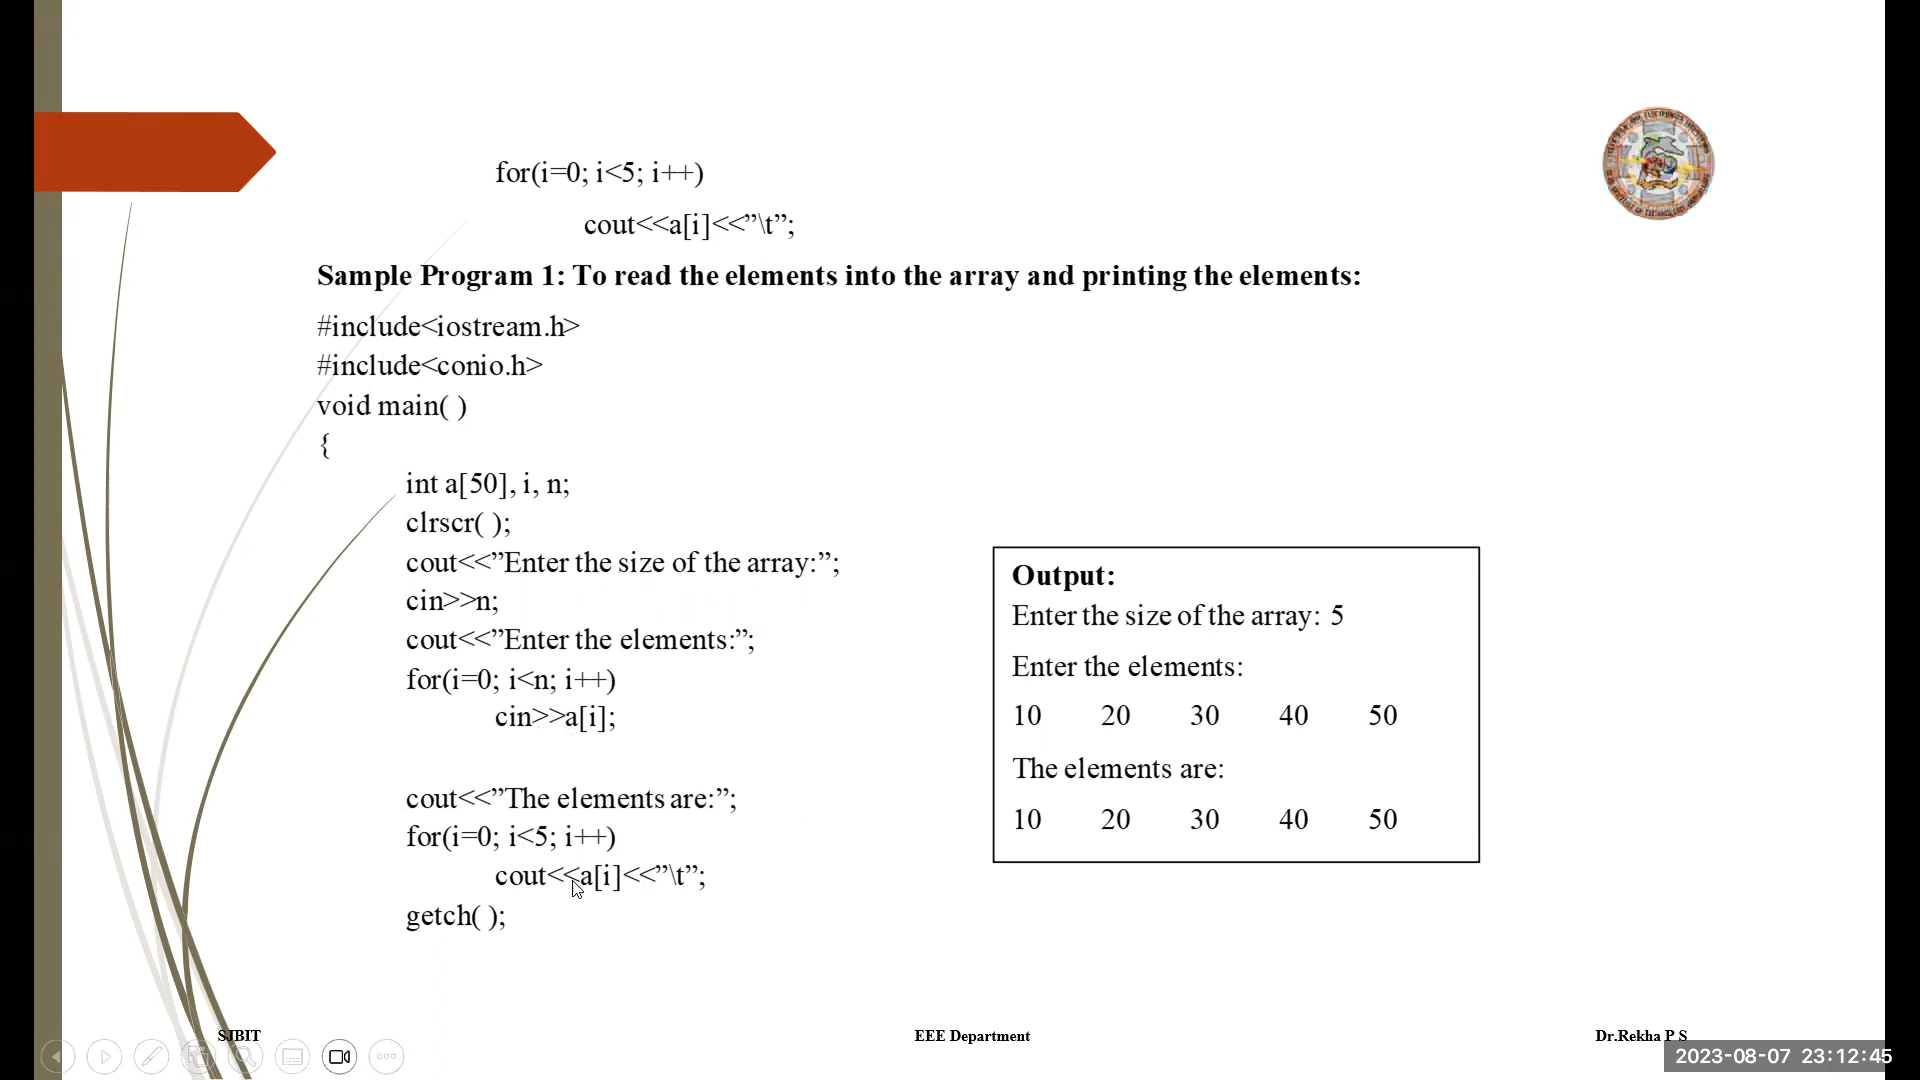 for(i=0; i<5; i++)
cout<<a[i]<<”\t”;
Sample Program 1: To read the elements into the array and printing the elements:
#include<iostream.h>
#include<conio.h>
void main( )
{
int a[50], i, n;
clrscr( );
cout<<”Enter the size of the array:”;
cin>>n;
cout<<”Enter the elements:”;
for(i=0; i<n; i++)
cin>>a[i];
cout<<”The elements are:”;
for(i=0; i<5; i++)
cout<<a[i]<<”\t”;
getch( );
Output:
Enter the size of the array: 5
Enter the elements:
10 20 30 40 50
The elements are:
10 20 30 40 50
SJBIT EEE Department Dr.Rekha P S
2023-08-07 23:12:45